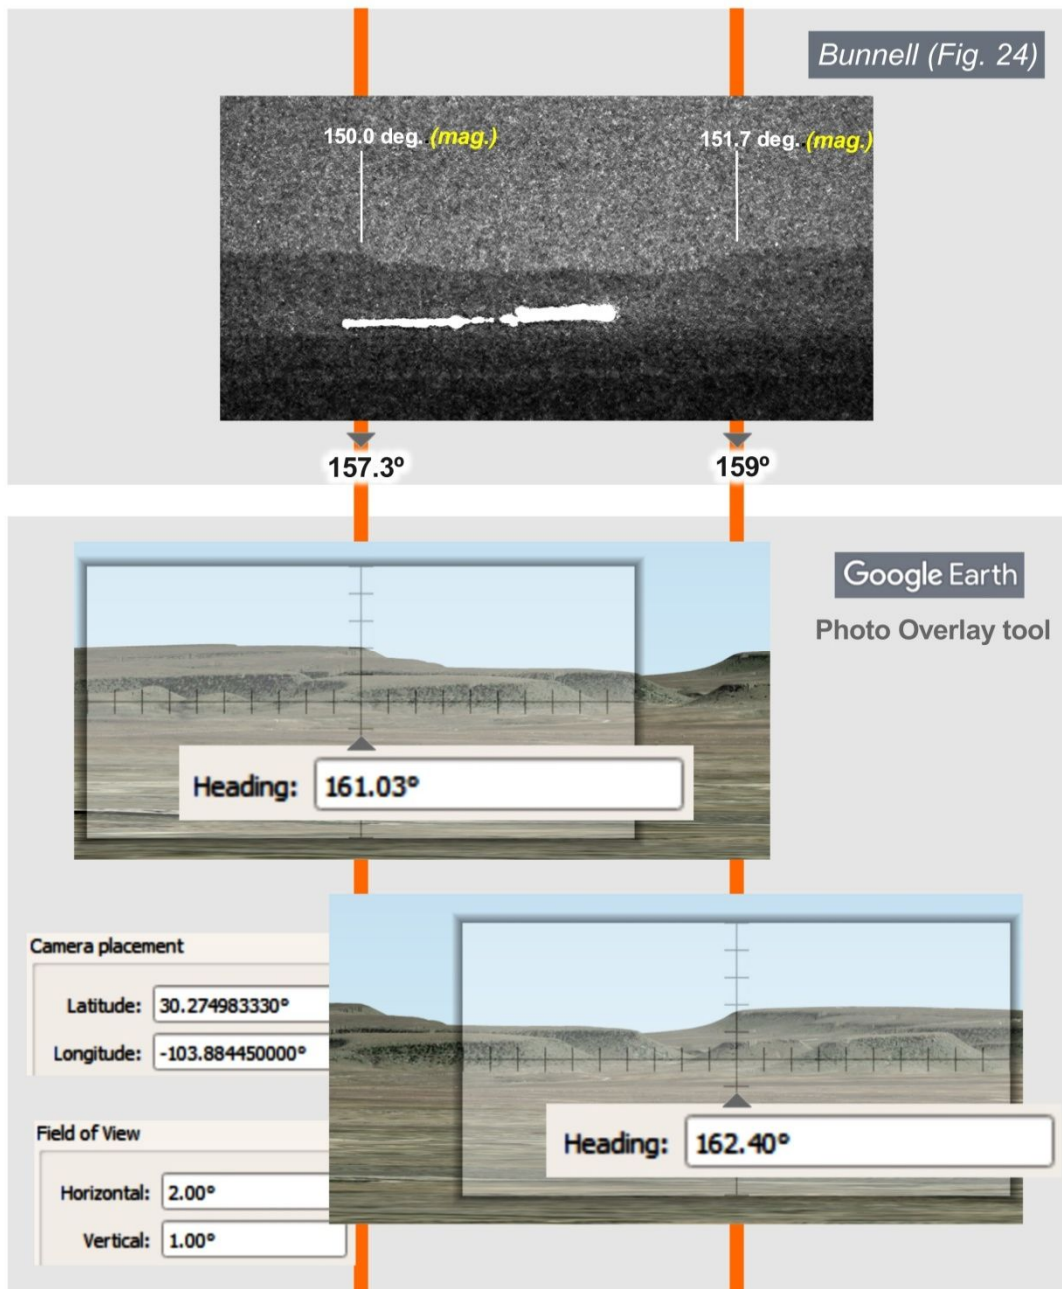 Bunnell (Fig. 24)
150.0 deg. (mag.)
151.7 deg. (mag.)
157.3º
159º
Google Earth
Photo Overlay tool
Heading: 161.03°
Camera placement
Latitude: 30.274983330°
Longitude: -103.884450000°
Field of View
Horizontal: 2.00°
Vertical: 1.00°
Heading: 162.40°